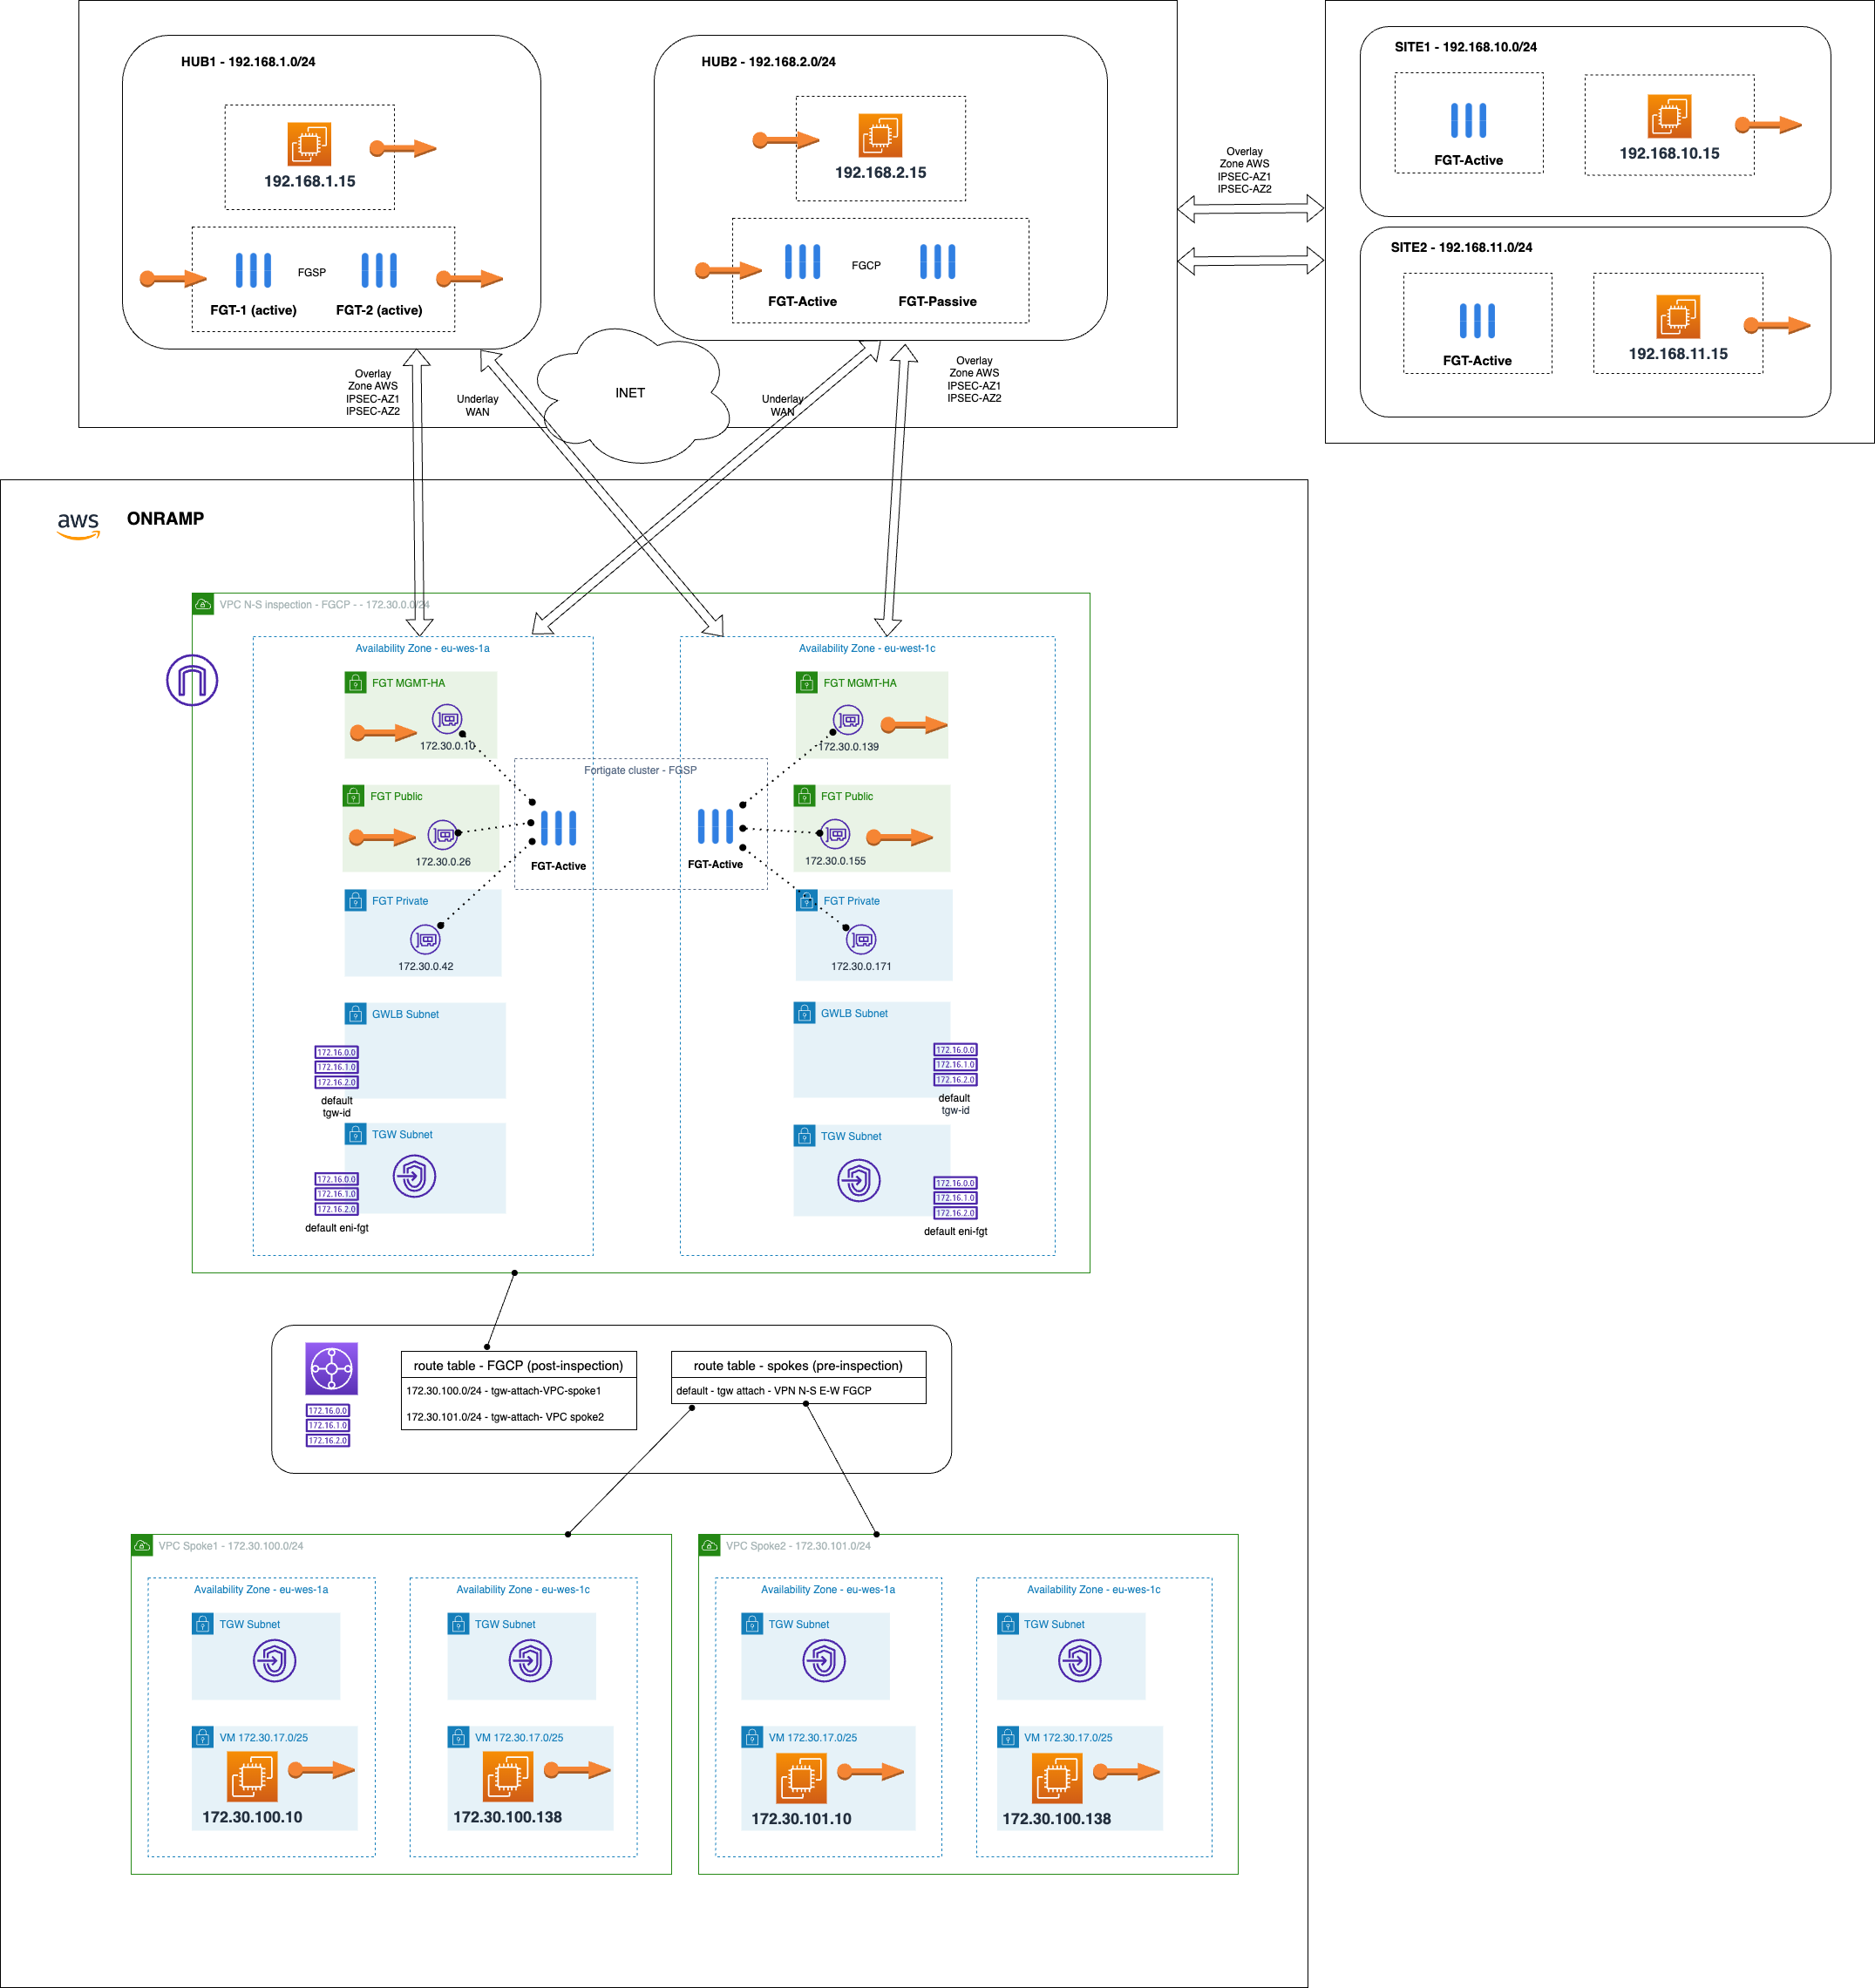 HUB1 - 192.168.1.0/24
192.168.1.15
FGSP
FGT-1 (active)
FGT-2 (active)
HUB2 - 192.168.2.0/24
192.168.2.15
FGCP
FGT-Active
FGT-Passive
Overlay
Zone AWS
IPSEC-AZ1
IPSEC-AZ2
SITE1 - 192.168.10.0/24
FGT-Active
192.168.10.15
SITE2 - 192.168.11.0/24
FGT-Active
192.168.11.15
Overlay
Zone AWS
IPSEC-AZ1
IPSEC-AZ2
Underlay
WAN
INET
Underlay
WAN
Overlay
Zone AWS
IPSEC-AZ1
IPSEC-AZ2
aws
ONRAMP
VPC N-S inspection - FGCP - - 172.30.0.0/24
Availability Zone - eu-wes-1a
FGT MGMT-HA
172.30.0.10
FGT Public
172.30.0.26
FGT Private
172.30.0.42
GWLB Subnet
172.16.0.0
172.16.1.0
172.16.2.0
default
tgw-id
TGW Subnet
172.16.0.0
172.16.1.0
172.16.2.0
default eni-fgt
Fortigate cluster - FGSP
FGT-Active
FGT-Active
Availability Zone - eu-west-1c
FGT MGMT-HA
172.30.0.139
FGT Public
172.30.0.155
FGT Private
172.30.0.171
GWLB Subnet
172.16.0.0
172.16.1.0
172.16.2.0
default
tgw-id
TGW Subnet
172.16.0.0
172.16.1.0
172.16.2.0
default eni-fgt
172.16.0.0
172.16.1.0
172.16.2.0
route table - FGCP (post-inspection)
172.30.100.0/24 - tgw-attach-VPC-spoke1
172.30.101.0/24 - tgw-attach- VPC spoke2
route table - spokes (pre-inspection)
default - tgw attach - VPN N-S E-W FGCP
VPC Spoke1 - 172.30.100.0/24
Availability Zone - eu-wes-1a
TGW Subnet
VM 172.30.17.0/25
172.30.100.10
Availability Zone - eu-wes-1c
TGW Subnet
VM 172.30.17.0/25
172.30.100.138
VPC Spoke2 - 172.30.101.0/24
Availability Zone - eu-wes-1a
TGW Subnet
VM 172.30.17.0/25
172.30.101.10
Availability Zone - eu-wes-1c
TGW Subnet
VM 172.30.17.0/25
172.30.100.138